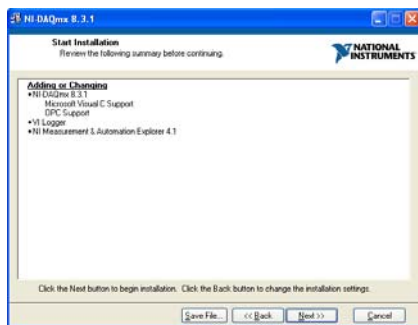 NI-DAQmx 8.3.1
Start Installation
Review the following summary before continuing.
NATIONAL
INSTRUMENTS
Adding or Changing
•NI-DAQmx 8.3.1
Microsoft Visual C Support
OPC Support
•VI Logger
•NI Measurement & Automation Explorer 4.1
Click the Next button to begin installation. Click the Back button to change the installation settings.
Save File...
<< Back
Next >>
Cancel